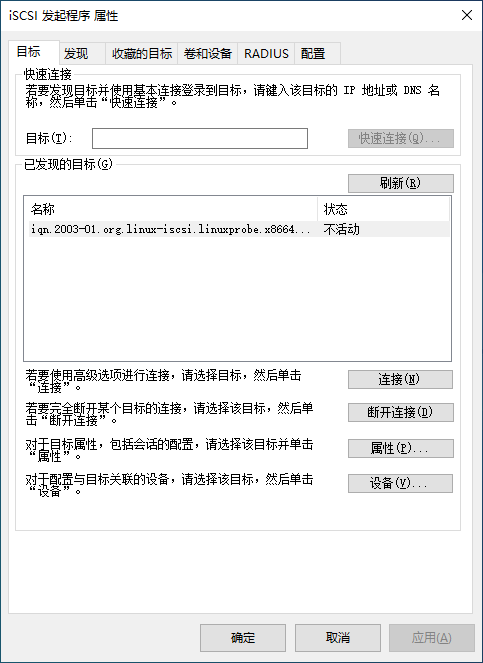 iSCSI 发起程序 属性
目标 发现 收藏的目标 卷和设备 RADIUS 配置
快速连接
若要发现目标并使用基本连接登录到目标，请键入该目标的 IP 地址或 DNS 名
称，然后单击“快速连接”。
目标(T)： 快速连接(Q)...
已发现的目标(G)
刷新(R)
名称 状态
iqn.2003-01.org.linux-iscsi.linuxprobe.x8664... 不活动
若要使用高级选项进行连接，请选择目标，然后单击
“连接”。
连接(N)
若要完全断开某个目标的连接，请选择该目标，然后单
击“断开连接”。
断开连接(D)
对于目标属性，包括会话的配置，请选择该目标并单击
“属性”。
属性(P)...
对于配置与目标关联的设备，请选择该目标，然后单击
“设备”。
设备(V)...
确定 取消 应用(A)